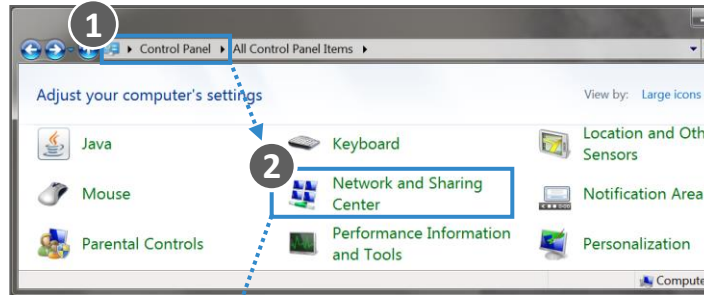 1
Control Panel All Control Panel Items
Adjust your computer's settings
View by: Large icons
Java
Keyboard
Location and Oth
Sensors
2
Mouse
Network and Sharing
Center
Notification Area
Parental Controls
Performance Information
and Tools
Personalization
Compute